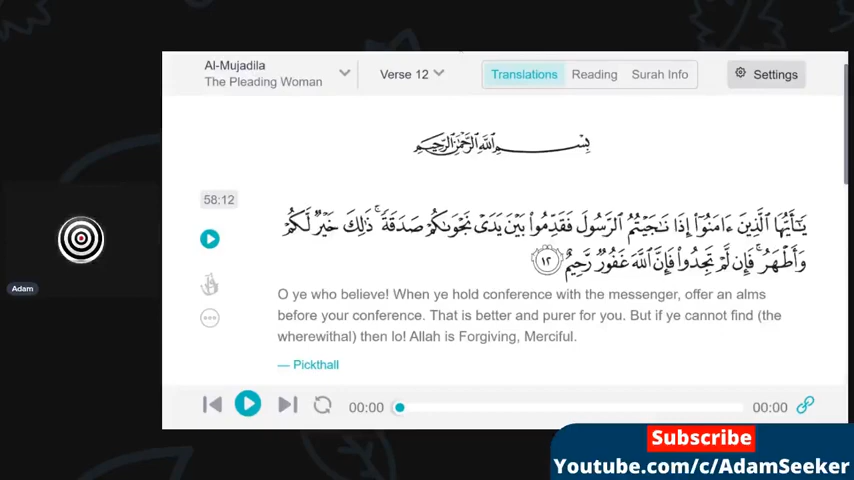 Al-Mujadila
The Pleading Woman
Verse 12
Translations
Reading
Surah Info
Settings
بِسْمِ ٱللَّهِ ٱلرَّحْمَٰنِ ٱلرَّحِيمِ
58:12
يَـٰٓأَيُّهَا ٱلَّذِينَ ءَامَنُوٓا۟ إِذَا نَـٰجَيْتُمُ ٱلرَّسُولَ فَقَدِّمُوا۟ بَيْنَ يَدَىْ نَجْوَىٰكُمْ صَدَقَةً ۚ ذَٰلِكَ خَيْرٌ لَّكُمْ
وَأَطْهَرُ ۚ فَإِن لَّمْ تَجِدُوا۟ فَإِنَّ ٱللَّهَ غَفُورٌ رَّحِيمٌ ١٢
O ye who believe! When ye hold conference with the messenger, offer an alms
before your conference. That is better and purer for you. But if ye cannot find (the
wherewithal) then lo! Allah is Forgiving, Merciful.
— Pickthall
Adam
00:00
00:00
Subscribe
Youtube.com/c/AdamSeeker